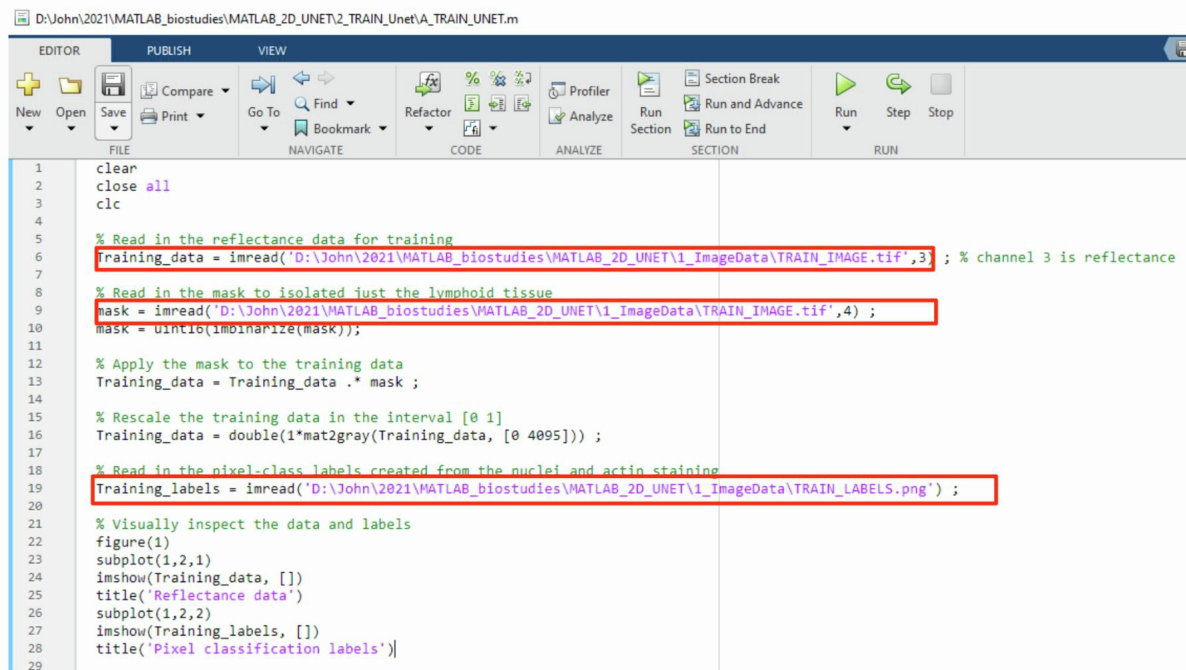 D:\John\2021\MATLAB_biostudies\MATLAB_2D_UNET\2_TRAIN_Unet\A_TRAIN_UNET.m
EDITOR PUBLISH VIEW
New Open Save Compare Print Go To Find Bookmark Refactor Profiler Analyze Run Section Section Break Run and Advance Run to End Run Step Stop
FILE NAVIGATE CODE ANALYZE SECTION RUN
1 clear
2 close all
3 clc
4
5 % Read in the reflectance data for training
6 Training_data = imread('D:\John\2021\MATLAB_biostudies\MATLAB_2D_UNET\1_ImageData\TRAIN_IMAGE.tif',3) ; % channel 3 is reflectance
7
8 % Read in the mask to isolated just the lymphoid tissue
9 mask = imread('D:\John\2021\MATLAB_biostudies\MATLAB_2D_UNET\1_ImageData\TRAIN_IMAGE.tif',4) ;
10 mask = uint16(imbinarize(mask));
11
12 % Apply the mask to the training data
13 Training_data = Training_data .* mask ;
14
15 % Rescale the training data in the interval [0 1]
16 Training_data = double(1*mat2gray(Training_data, [0 4095])) ;
17
18 % Read in the pixel-class labels created from the nuclei and actin staining
19 Training_labels = imread('D:\John\2021\MATLAB_biostudies\MATLAB_2D_UNET\1_ImageData\TRAIN_LABELS.png') ;
20
21 % Visually inspect the data and labels
22 figure(1)
23 subplot(1,2,1)
24 imshow(Training_data, [])
25 title('Reflectance data')
26 subplot(1,2,2)
27 imshow(Training_labels, [])
28 title('Pixel classification labels')
29